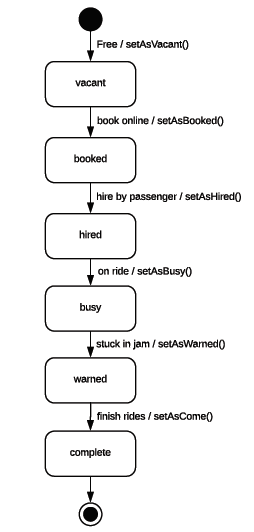 Free / setAsVacant()
vacant
book online / setAsBooked()
booked
hire by passenger / setAsHired()
hired
on ride / setAsBusy()
busy
stuck in jam / setAsWarned()
warned
finish rides / setAsCome()
complete